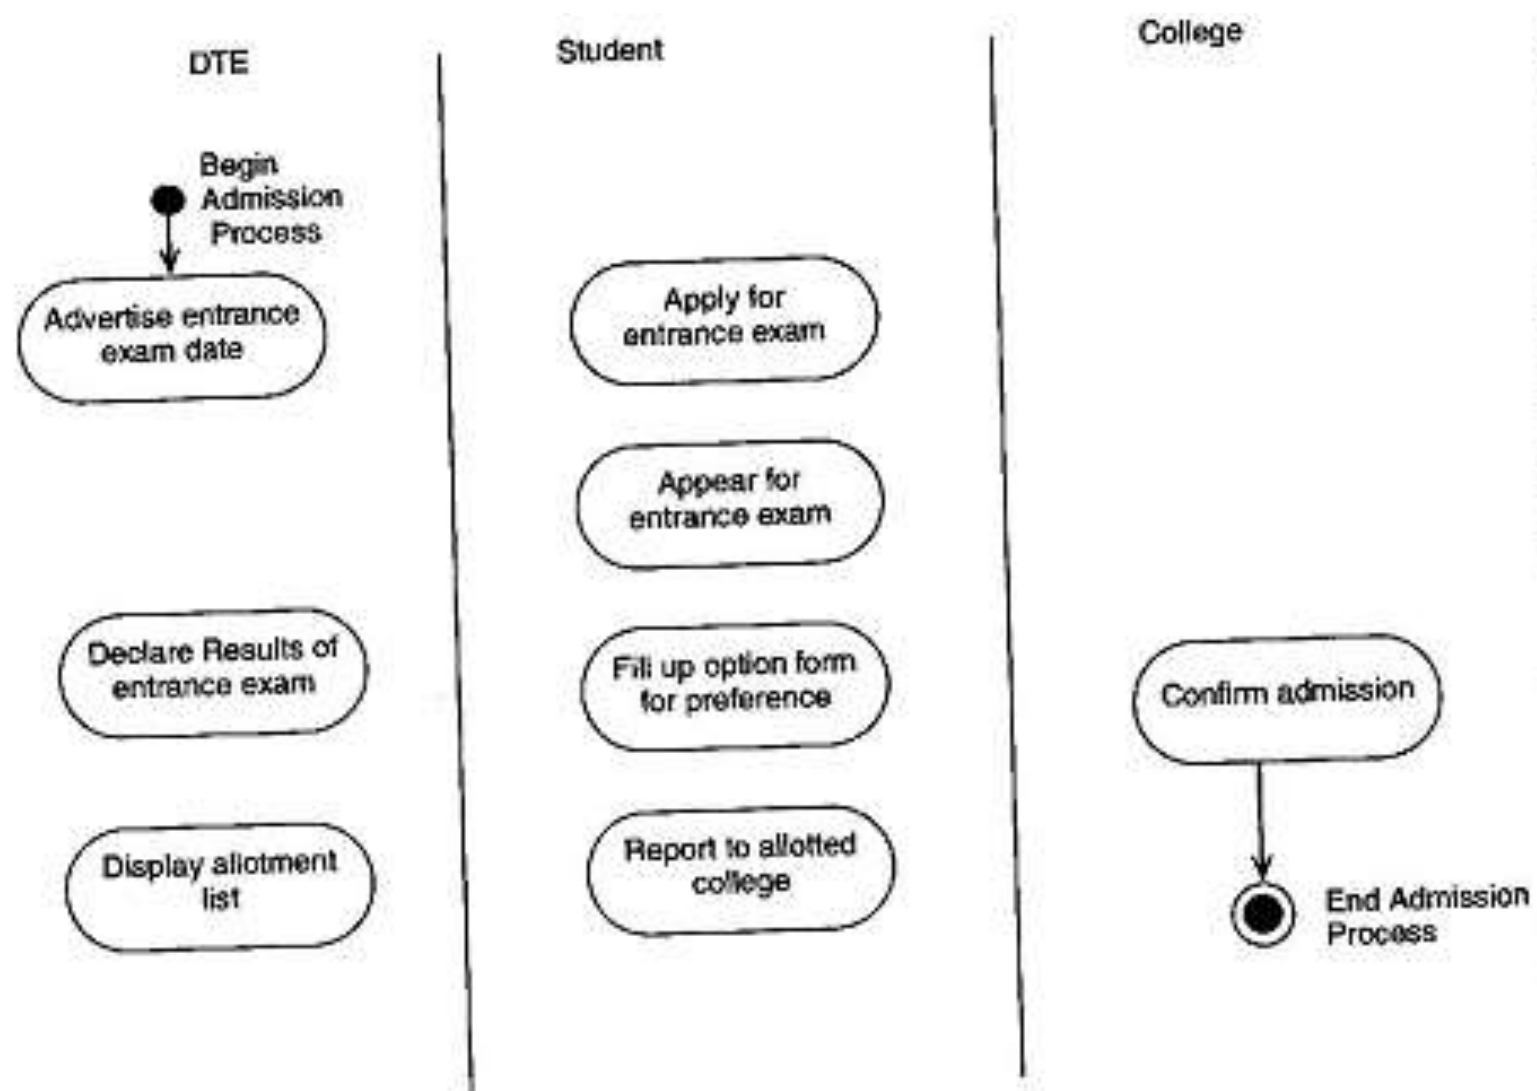 DTE
Student
College
Begin
Admission
Process
Advertise entrance
exam date
Apply for
entrance exam
Appear for
entrance exam
Declare Results of
entrance exam
Fill up option form
for preference
Confirm admission
Display allotment
list
Report to allotted
college
End Admission
Process